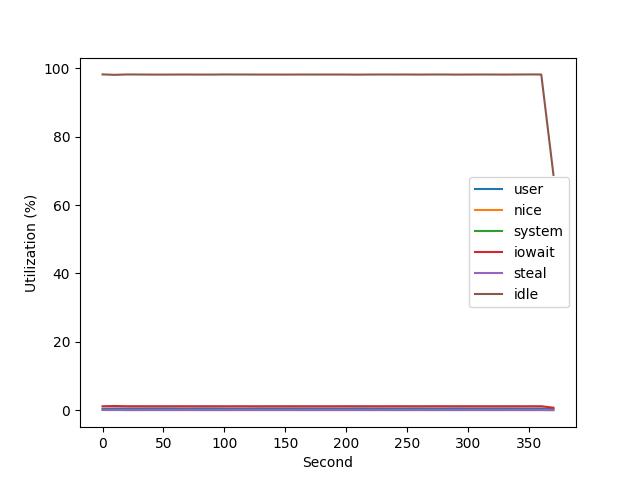 100
80
60
40
20
0
Utilization (%)
user
nice
system
iowait
steal
idle
0 50 100 150 200 250 300 350
Second